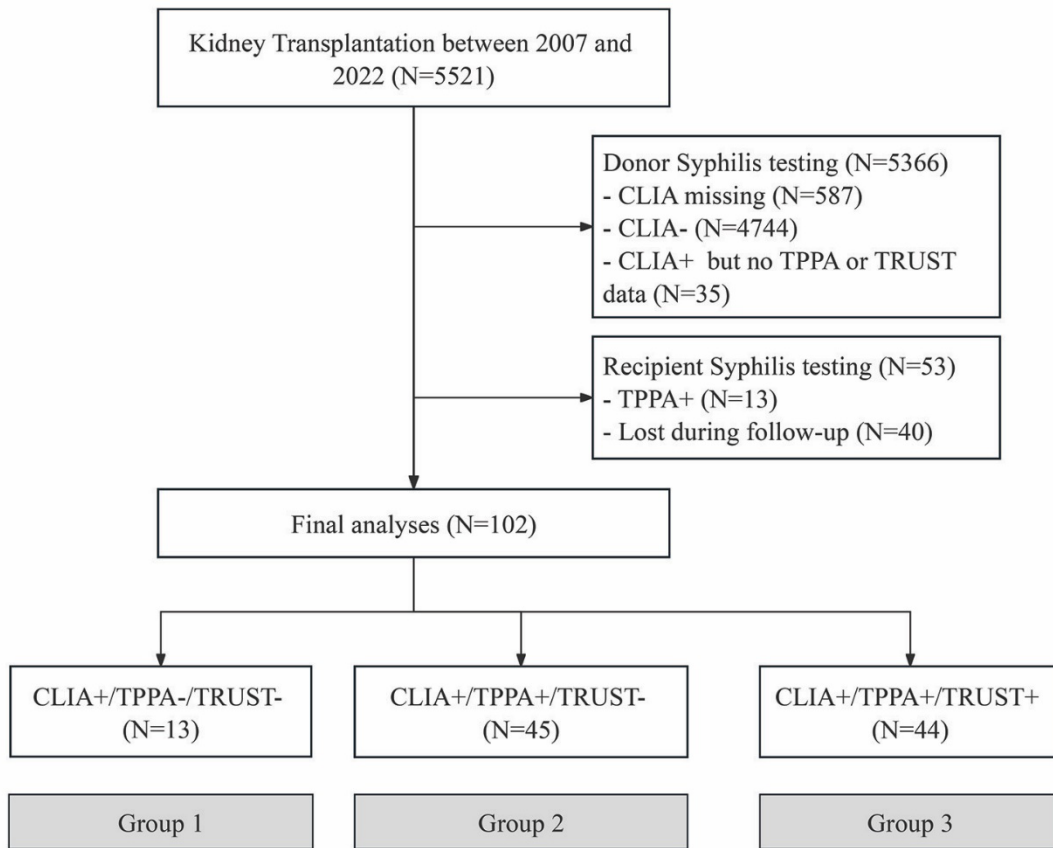 Kidney Transplantation between 2007 and
2022 (N=5521)
Donor Syphilis testing (N=5366)
- CLIA missing (N=587)
- CLIA- (N=4744)
- CLIA+ but no TPPA or TRUST
data (N=35)
Recipient Syphilis testing (N=53)
- TPPA+ (N=13)
- Lost during follow-up (N=40)
Final analyses (N=102)
CLIA+/TPPA-/TRUST-
(N=13)
CLIA+/TPPA+/TRUST-
(N=45)
CLIA+/TPPA+/TRUST+
(N=44)
Group 1
Group 2
Group 3